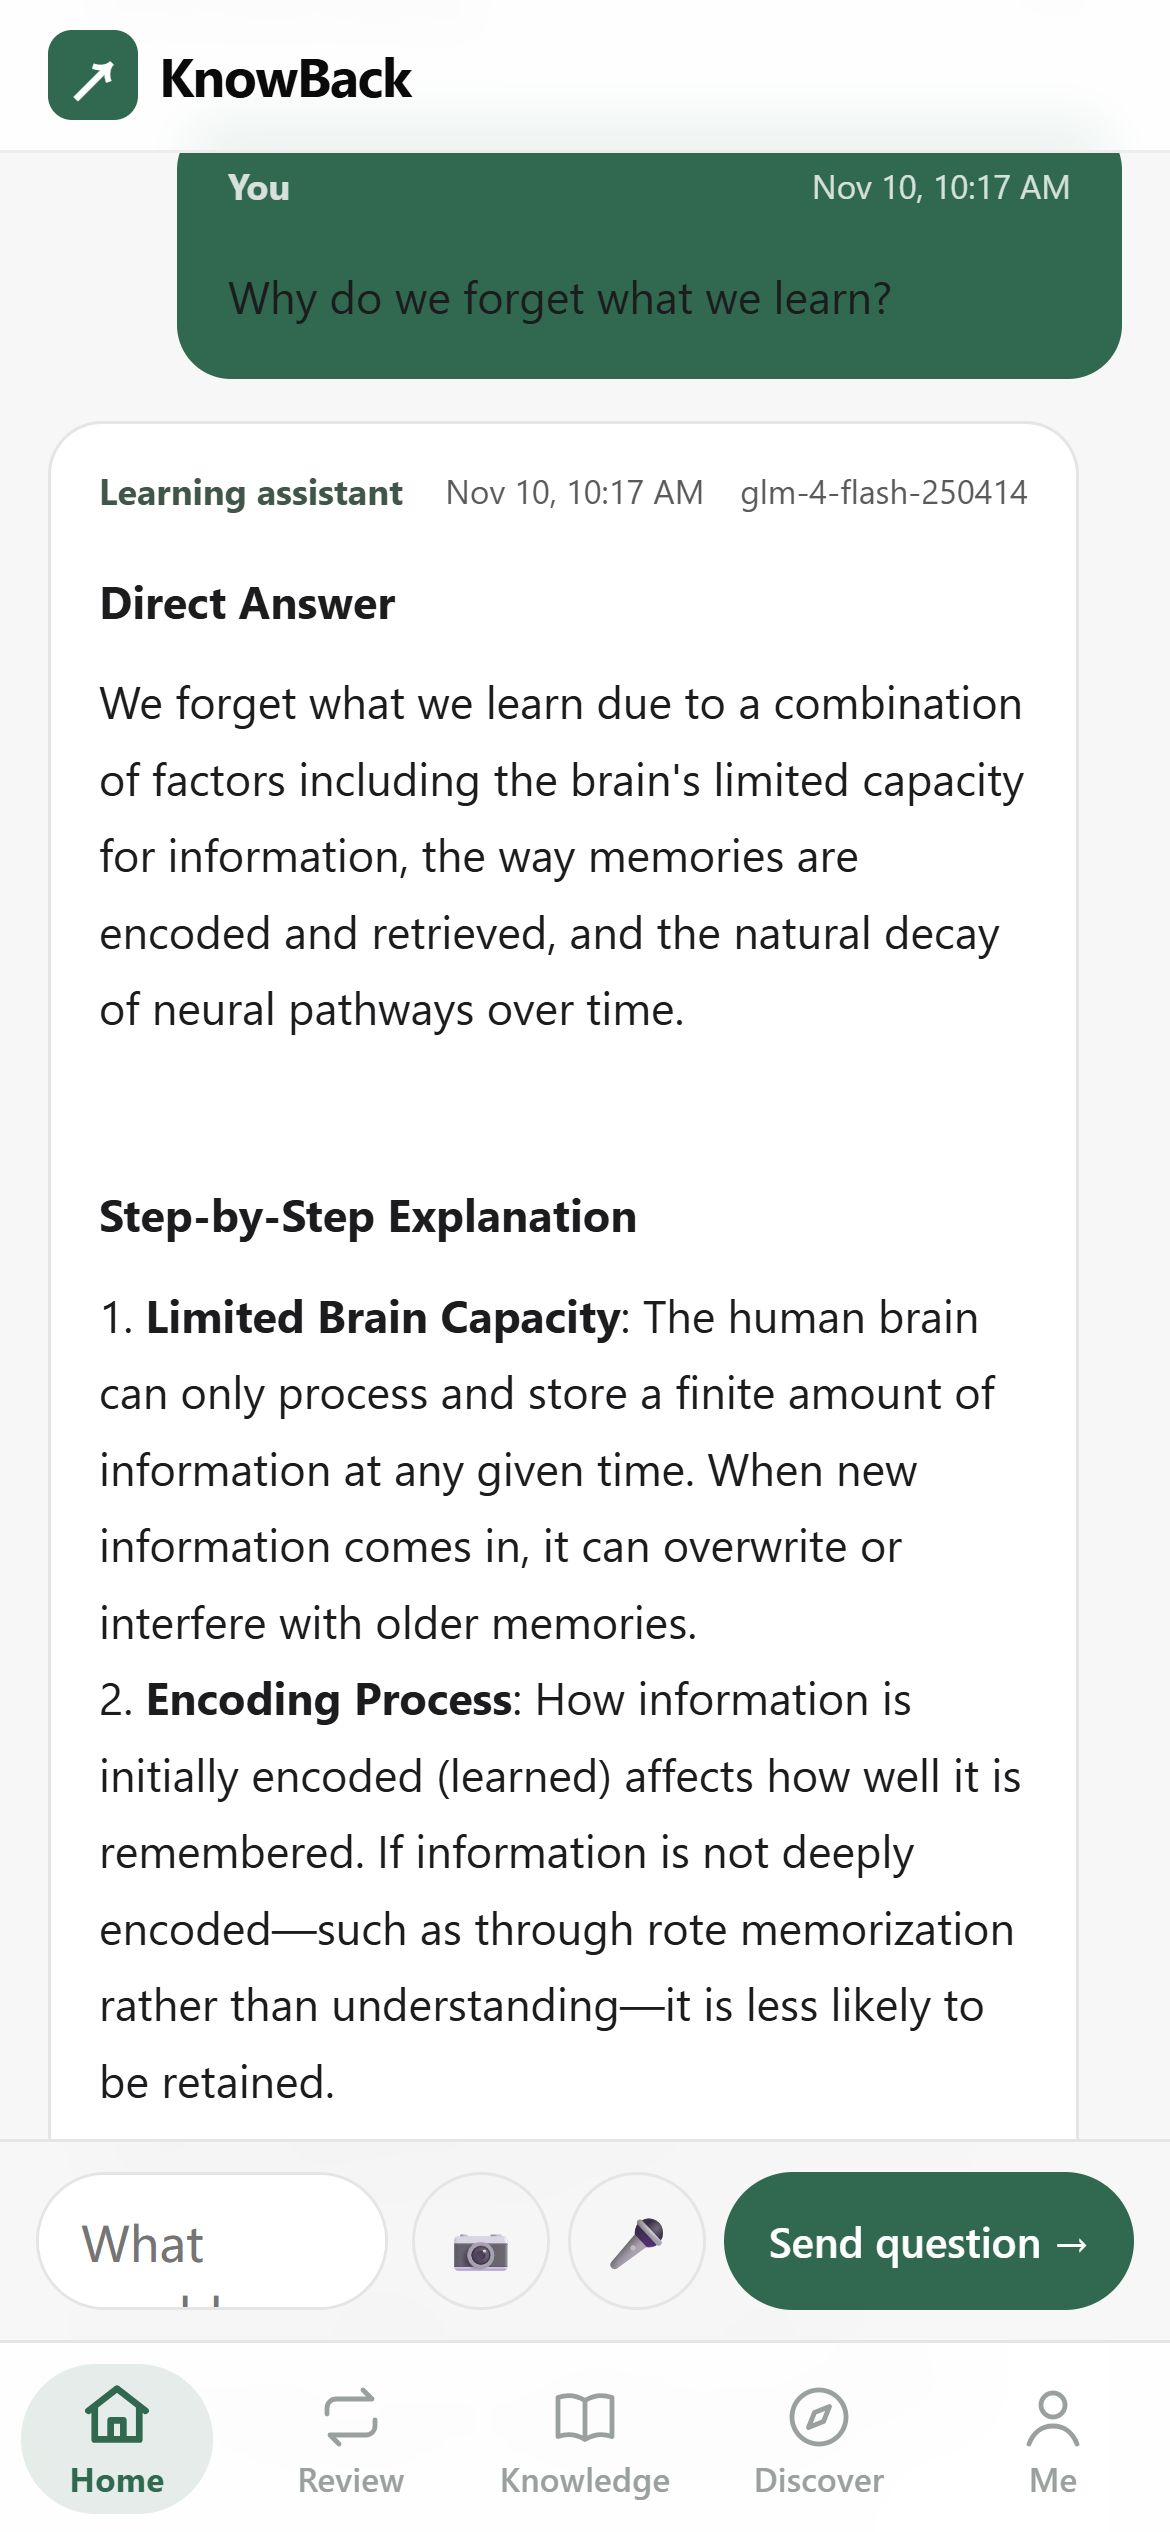 KnowBack
You Nov 10, 10:17 AM
Why do we forget what we learn?
Learning assistant Nov 10, 10:17 AM glm-4-flash-250414
Direct Answer
We forget what we learn due to a combination
of factors including the brain's limited capacity
for information, the way memories are
encoded and retrieved, and the natural decay
of neural pathways over time.
Step-by-Step Explanation
1. Limited Brain Capacity: The human brain
can only process and store a finite amount of
information at any given time. When new
information comes in, it can overwrite or
interfere with older memories.
2. Encoding Process: How information is
initially encoded (learned) affects how well it is
remembered. If information is not deeply
encoded—such as through rote memorization
rather than understanding—it is less likely to
be retained.
What
Send question →
Home Review Knowledge Discover Me